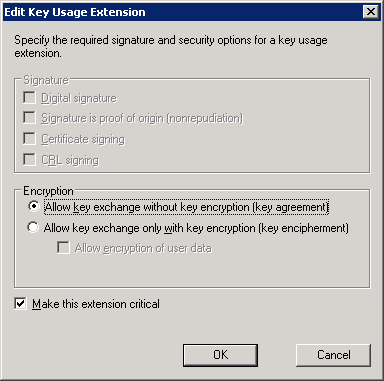 Edit Key Usage Extension
Specify the required signature and security options for a key usage
extension.
Signature
Digital signature
Signature is proof of origin (nonrepudiation)
Certificate signing
CRL signing
Encryption
Allow key exchange without key encryption (key agreement)
Allow key exchange only with key encryption (key encipherment)
Allow encryption of user data
Make this extension critical
OK
Cancel